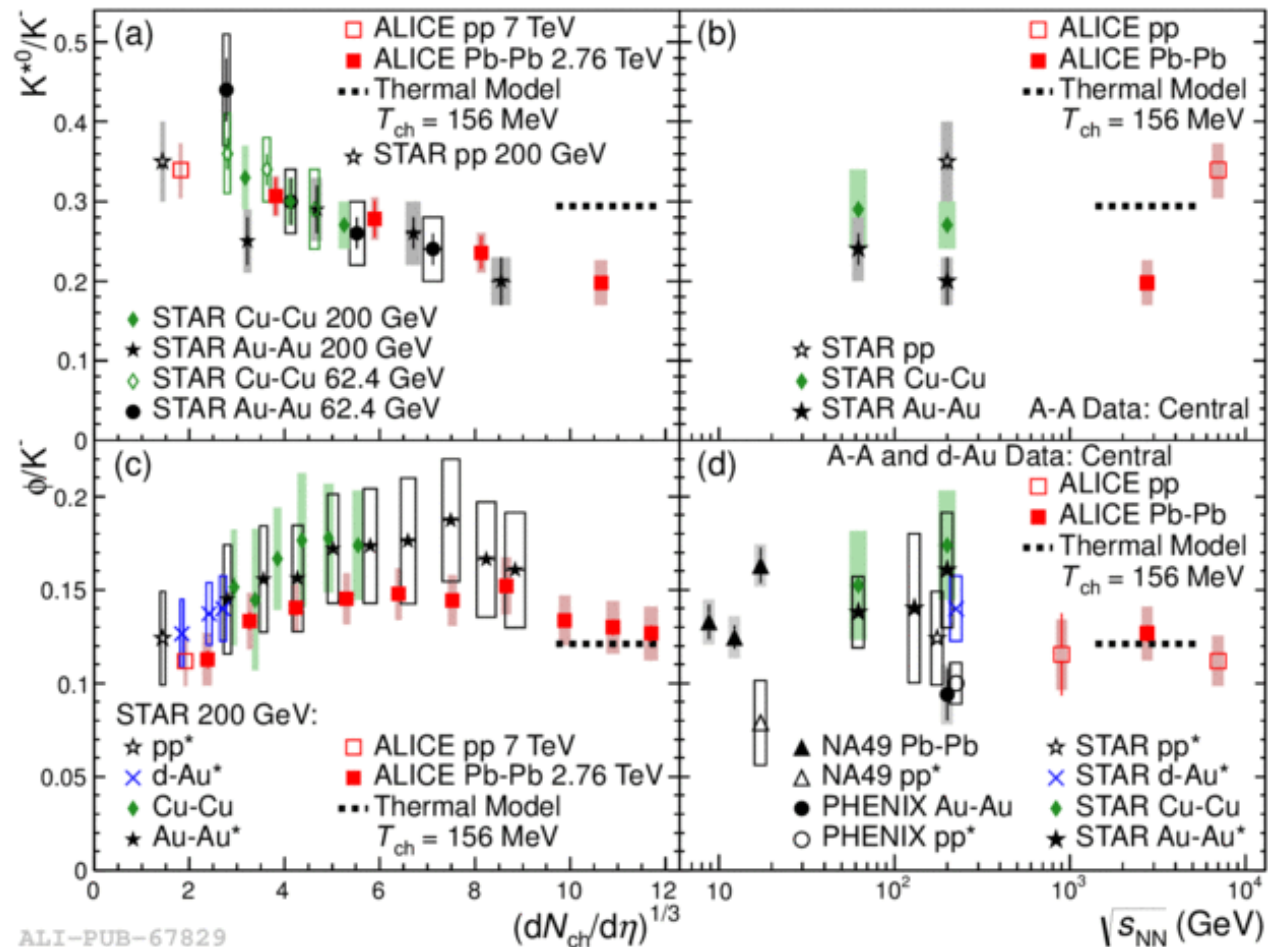 K*0/K-
0.5
0.4
0.3
0.2
0.1
0
(a)
ALICE pp 7 TeV
ALICE Pb-Pb 2.76 TeV
Thermal Model
Tch = 156 MeV
STAR pp 200 GeV
STAR Cu-Cu 200 GeV
STAR Au-Au 200 GeV
STAR Cu-Cu 62.4 GeV
STAR Au-Au 62.4 GeV
(b)
ALICE pp
ALICE Pb-Pb
Thermal Model
Tch = 156 MeV
STAR pp
STAR Cu-Cu
STAR Au-Au
A-A Data: Central
ϕ/K-
0.2
0.15
0.1
0.05
0
(c)
STAR 200 GeV:
pp*
d-Au*
Cu-Cu
Au-Au*
ALICE pp 7 TeV
ALICE Pb-Pb 2.76 TeV
Thermal Model
Tch = 156 MeV
0 2 4 6 8 10 12
(dNch/dη)1/3
(d)
A-A and d-Au Data: Central
ALICE pp
ALICE Pb-Pb
Thermal Model
Tch = 156 MeV
NA49 Pb-Pb
NA49 pp*
PHENIX Au-Au
PHENIX pp*
STAR pp*
STAR d-Au*
STAR Cu-Cu
STAR Au-Au*
10 102 103 104
√sNN (GeV)
ALI-PUB-67829